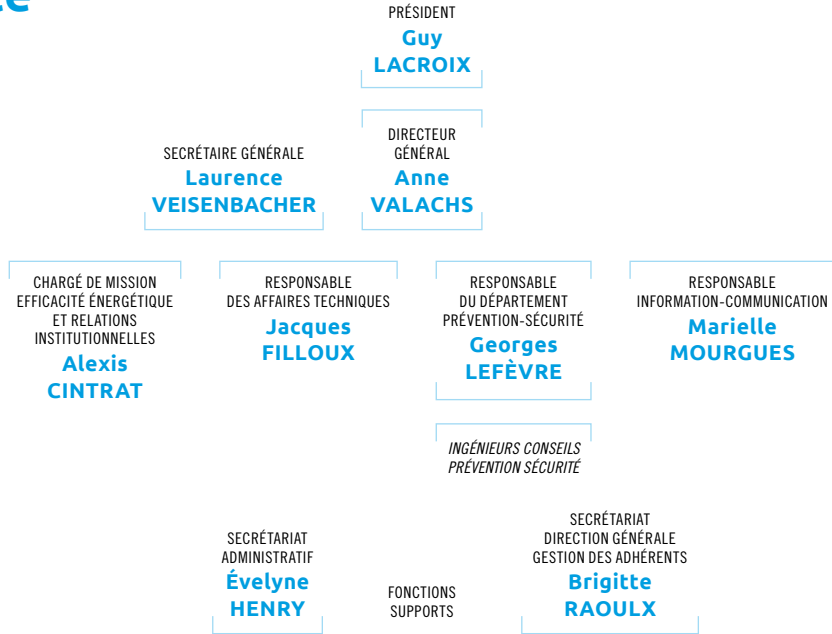 PRÉSIDENT
Guy
LACROIX
DIRECTEUR
GÉNÉRAL
Anne
VALACHS
SECRÉTAIRE GÉNÉRALE
Laurence
VEISENBACHER
CHARGÉ DE MISSION
EFFICACITÉ ÉNERGÉTIQUE
ET RELATIONS
INSTITUTIONNELLES
Alexis
CINTRAT
RESPONSABLE
DES AFFAIRES TECHNIQUES
Jacques
FILLOUX
RESPONSABLE
DU DÉPARTEMENT
PRÉVENTION-SÉCURITÉ
Georges
LEFÈVRE
RESPONSABLE
INFORMATION-COMMUNICATION
Marielle
MOURGUES
INGÉNIEURS CONSEILS
PRÉVENTION SÉCURITÉ
SECRÉTARIAT
ADMINISTRATIF
Évelyne
HENRY
FONCTIONS
SUPPORTS
SECRÉTARIAT
DIRECTION GÉNÉRALE
GESTION DES ADHÉRENTS
Brigitte
RAOULX